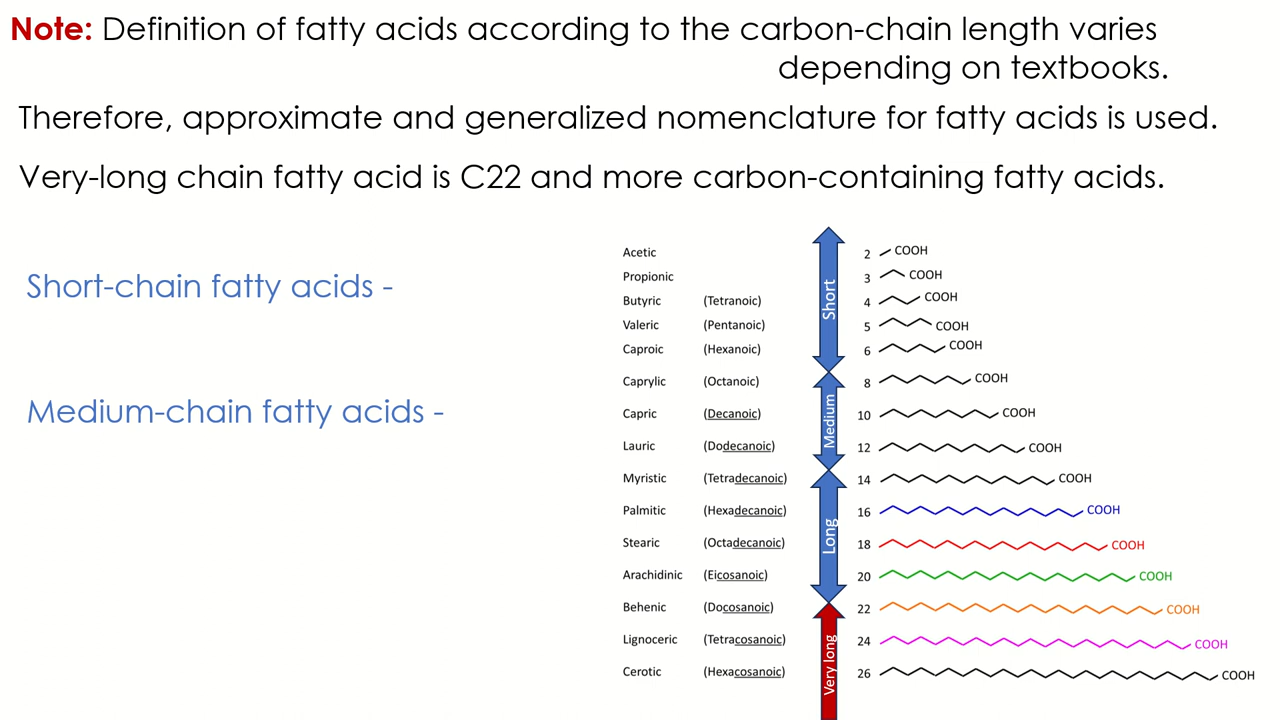 Note: Definition of fatty acids according to the carbon-chain length varies
depending on textbooks.
Therefore, approximate and generalized nomenclature for fatty acids is used.
Very-long chain fatty acid is C22 and more carbon-containing fatty acids.
Short-chain fatty acids -
Medium-chain fatty acids -
Acetic 2 COOH
Propionic 3 COOH
Butyric (Tetranoic) 4 COOH
Valeric (Pentanoic) 5 COOH
Caproic (Hexanoic) 6 COOH
Caprylic (Octanoic) 8 COOH
Capric (Decanoic) 10 COOH
Lauric (Dodecanoic) 12 COOH
Myristic (Tetradecanoic) 14 COOH
Palmitic (Hexadecanoic) 16 COOH
Stearic (Octadecanoic) 18 COOH
Arachidinic (Eicosanoic) 20 COOH
Behenic (Docosanoic) 22 COOH
Lignoceric (Tetracosanoic) 24 COOH
Cerotic (Hexacosanoic) 26 COOH
Short
Medium
Long
Very long